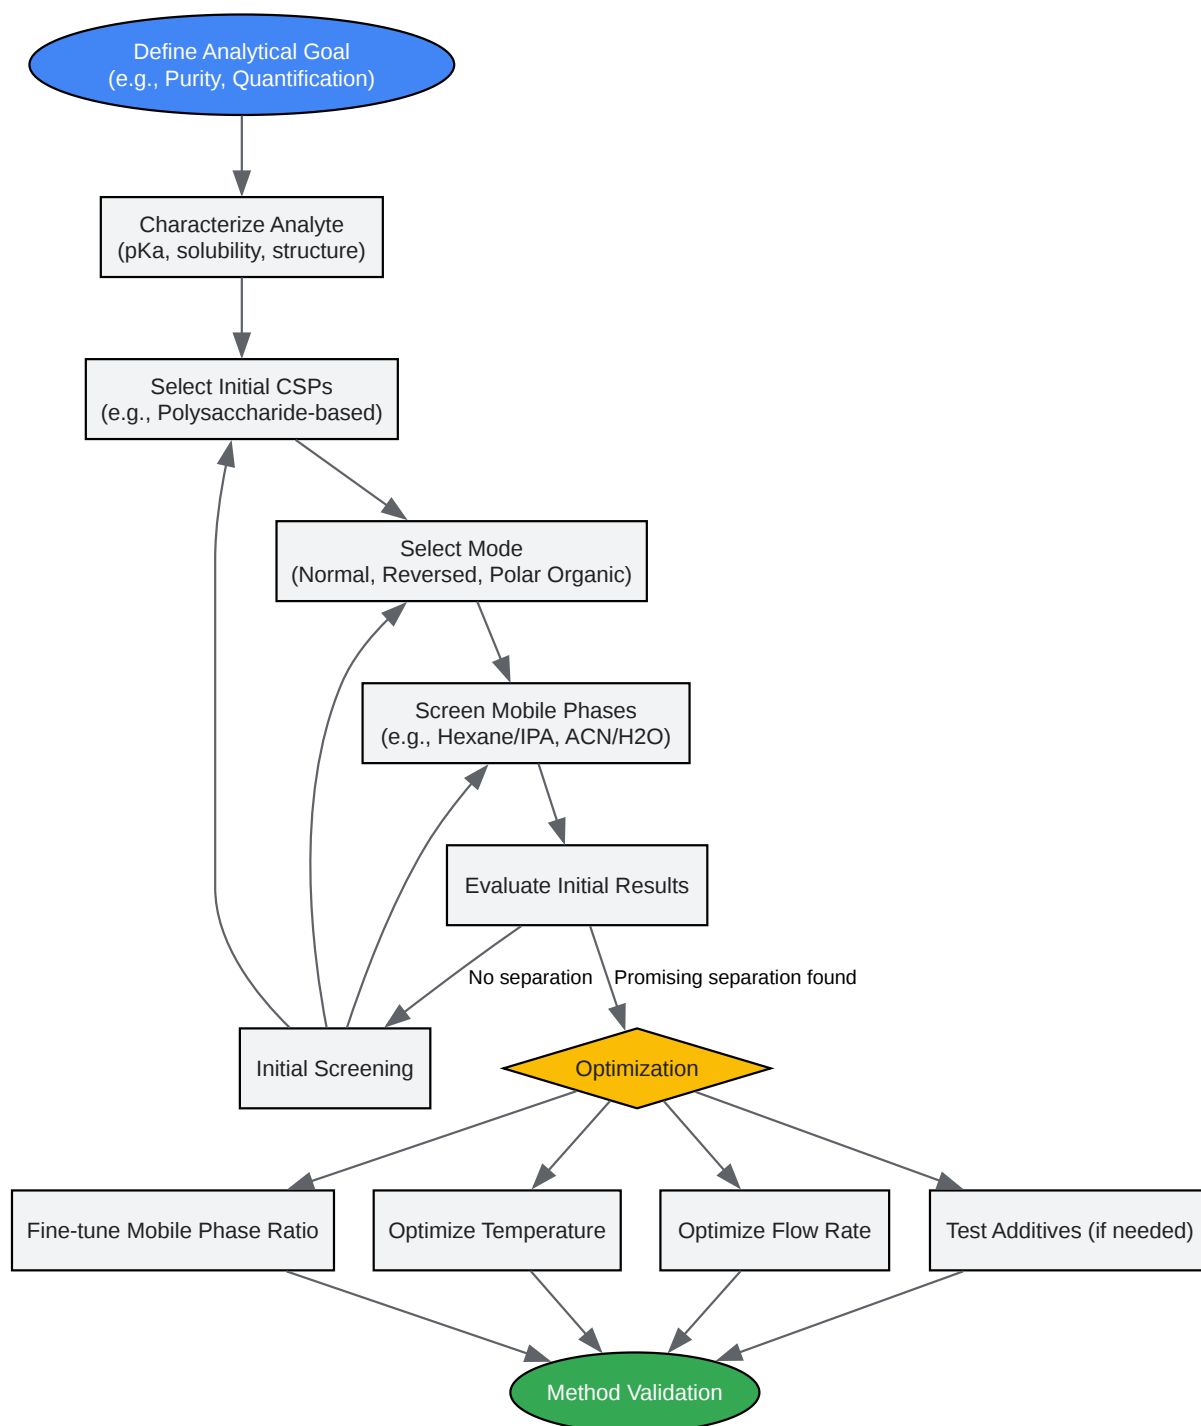 Define Analytical Goal
(e.g., Purity, Quantification)
Characterize Analyte
(pKa, solubility, structure)
Select Initial CSPs
(e.g., Polysaccharide-based)
Select Mode
(Normal, Reversed, Polar Organic)
Screen Mobile Phases
(e.g., Hexane/IPA, ACN/H2O)
Evaluate Initial Results
No separation
Promising separation found
Initial Screening
Optimization
Fine-tune Mobile Phase Ratio
Optimize Temperature
Optimize Flow Rate
Test Additives (if needed)
Method Validation